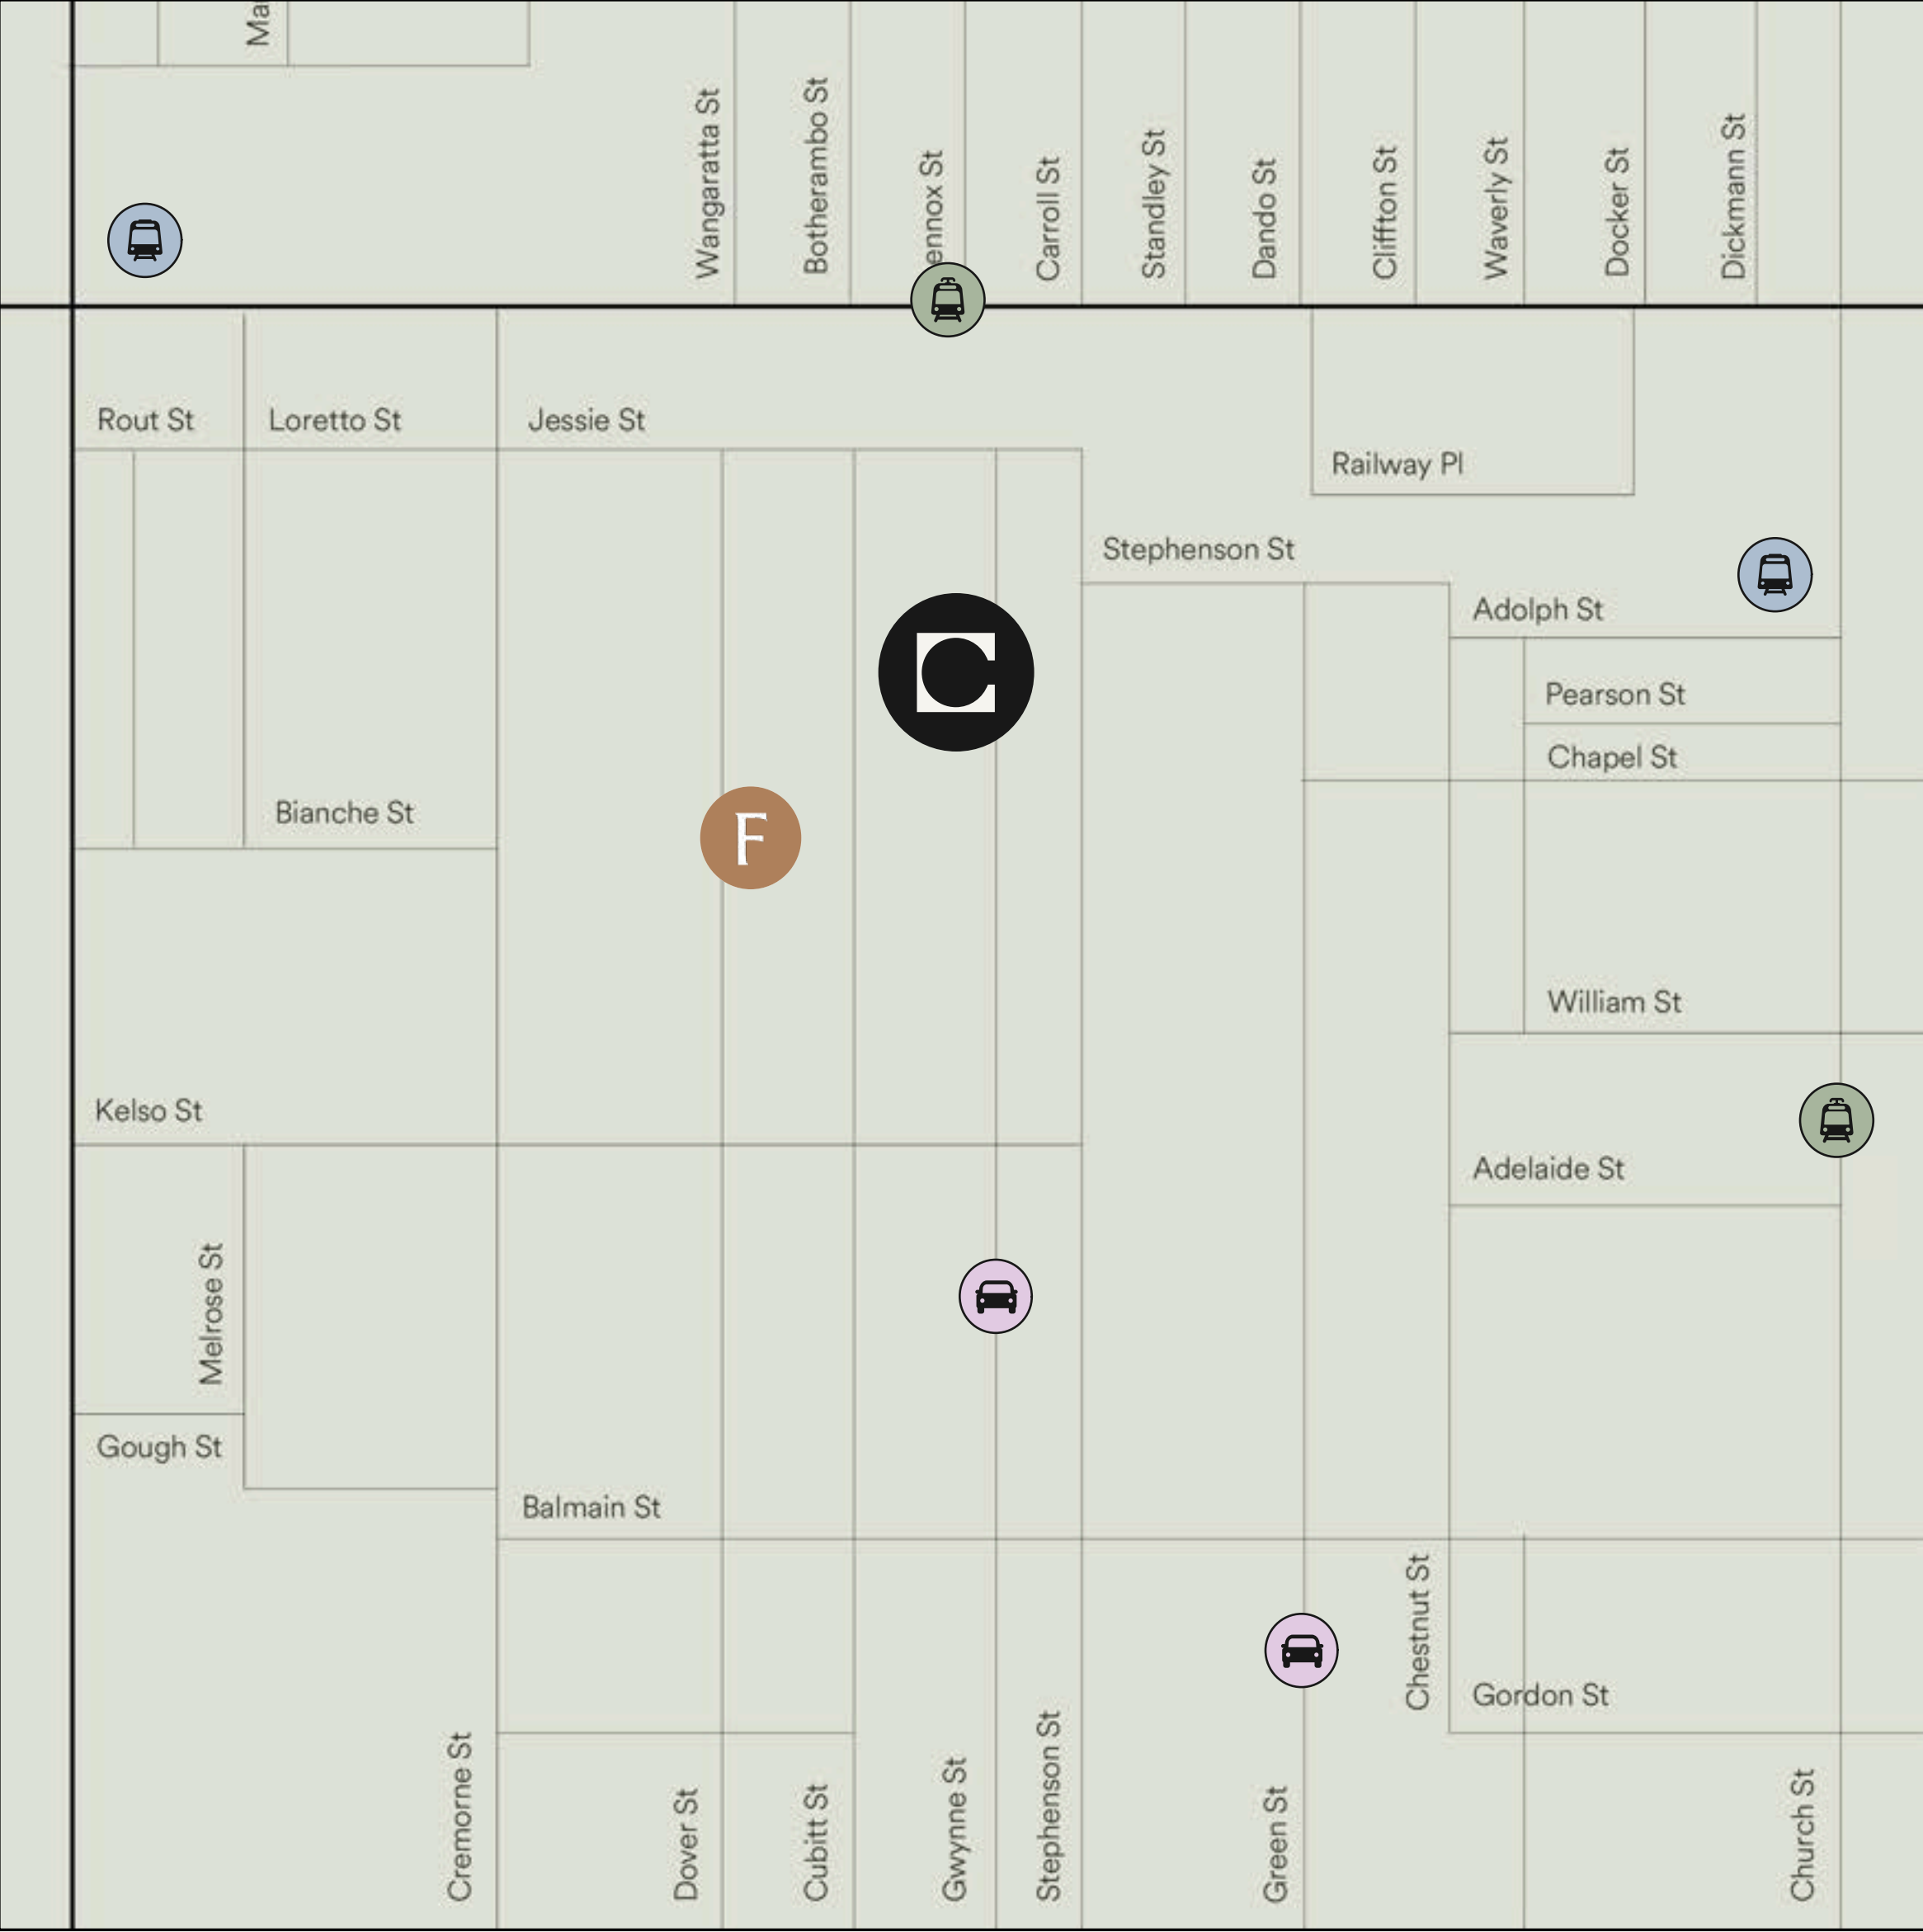 Ma
Wangaratta St
Botherambo St
ennox St
Carroll St
Standley St
Dando St
Cliffton St
Waverly St
Docker St
Dickmann St
Rout St
Loretto St
Jessie St
Railway Pl
Stephenson St
Adolph St
C
Pearson St
Chapel St
Bianche St
F
William St
Kelso St
Adelaide St
Melrose St
Gough St
Balmain St
Chestnut St
Gordon St
Cremorne St
Dover St
Cubitt St
Gwynne St
Stephenson St
Green St
Church St